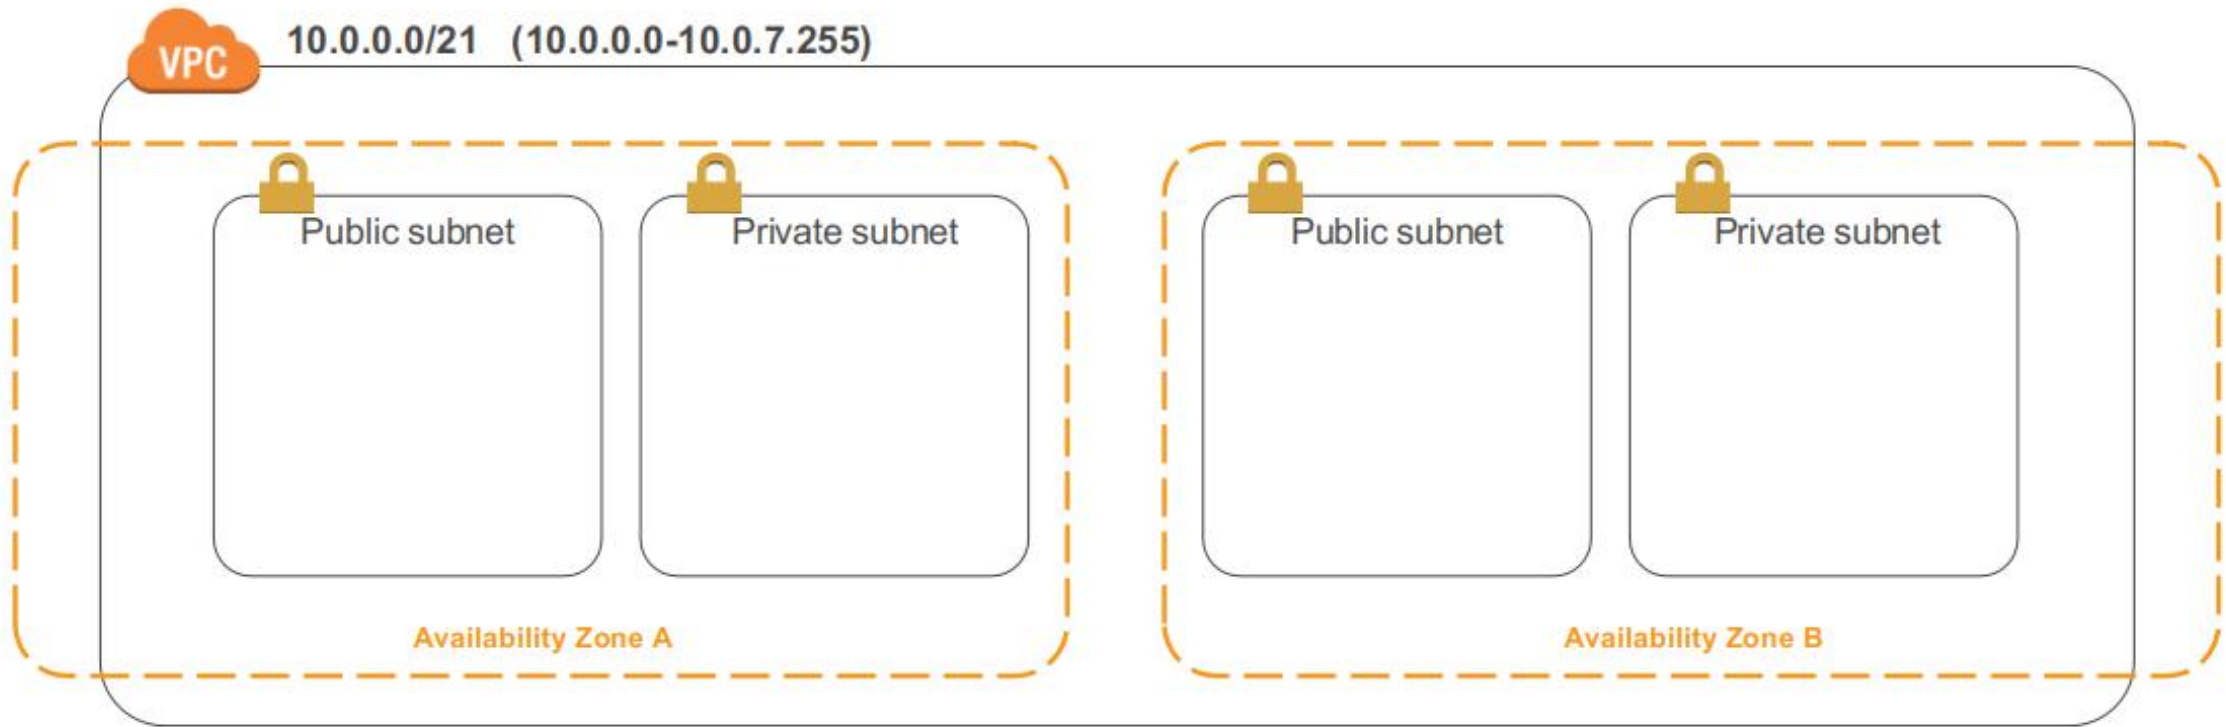 VPC
10.0.0.0/21 (10.0.0.0-10.0.7.255)
Public subnet
Private subnet
Availability Zone A
Public subnet
Private subnet
Availability Zone B